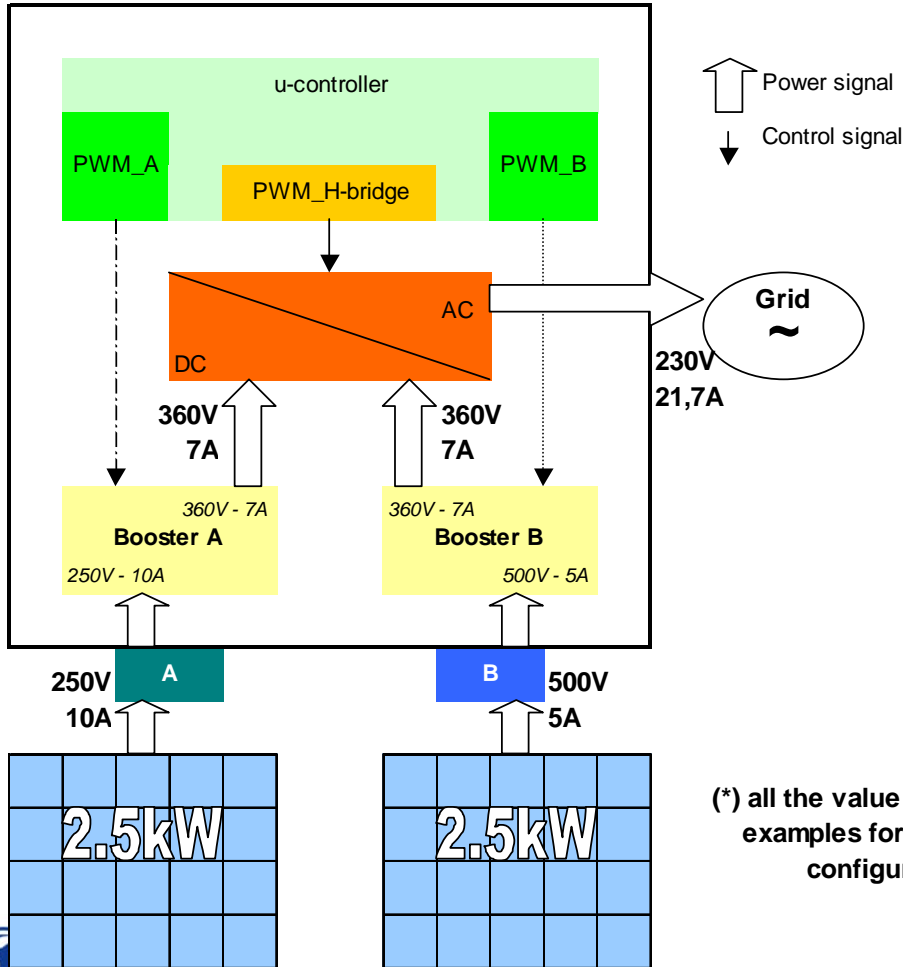 u-controller
Power signal
Control signal
PWM_A
PWM_B
PWM_H-bridge
AC
DC
Grid
~
230V
21,7A
360V
7A
360V
7A
360V - 7A
Booster A
250V - 10A
360V - 7A
Booster B
500V - 5A
A
250V
10A
B
500V
5A
2.5kW
2.5kW
(*) all the value
examples for
configu